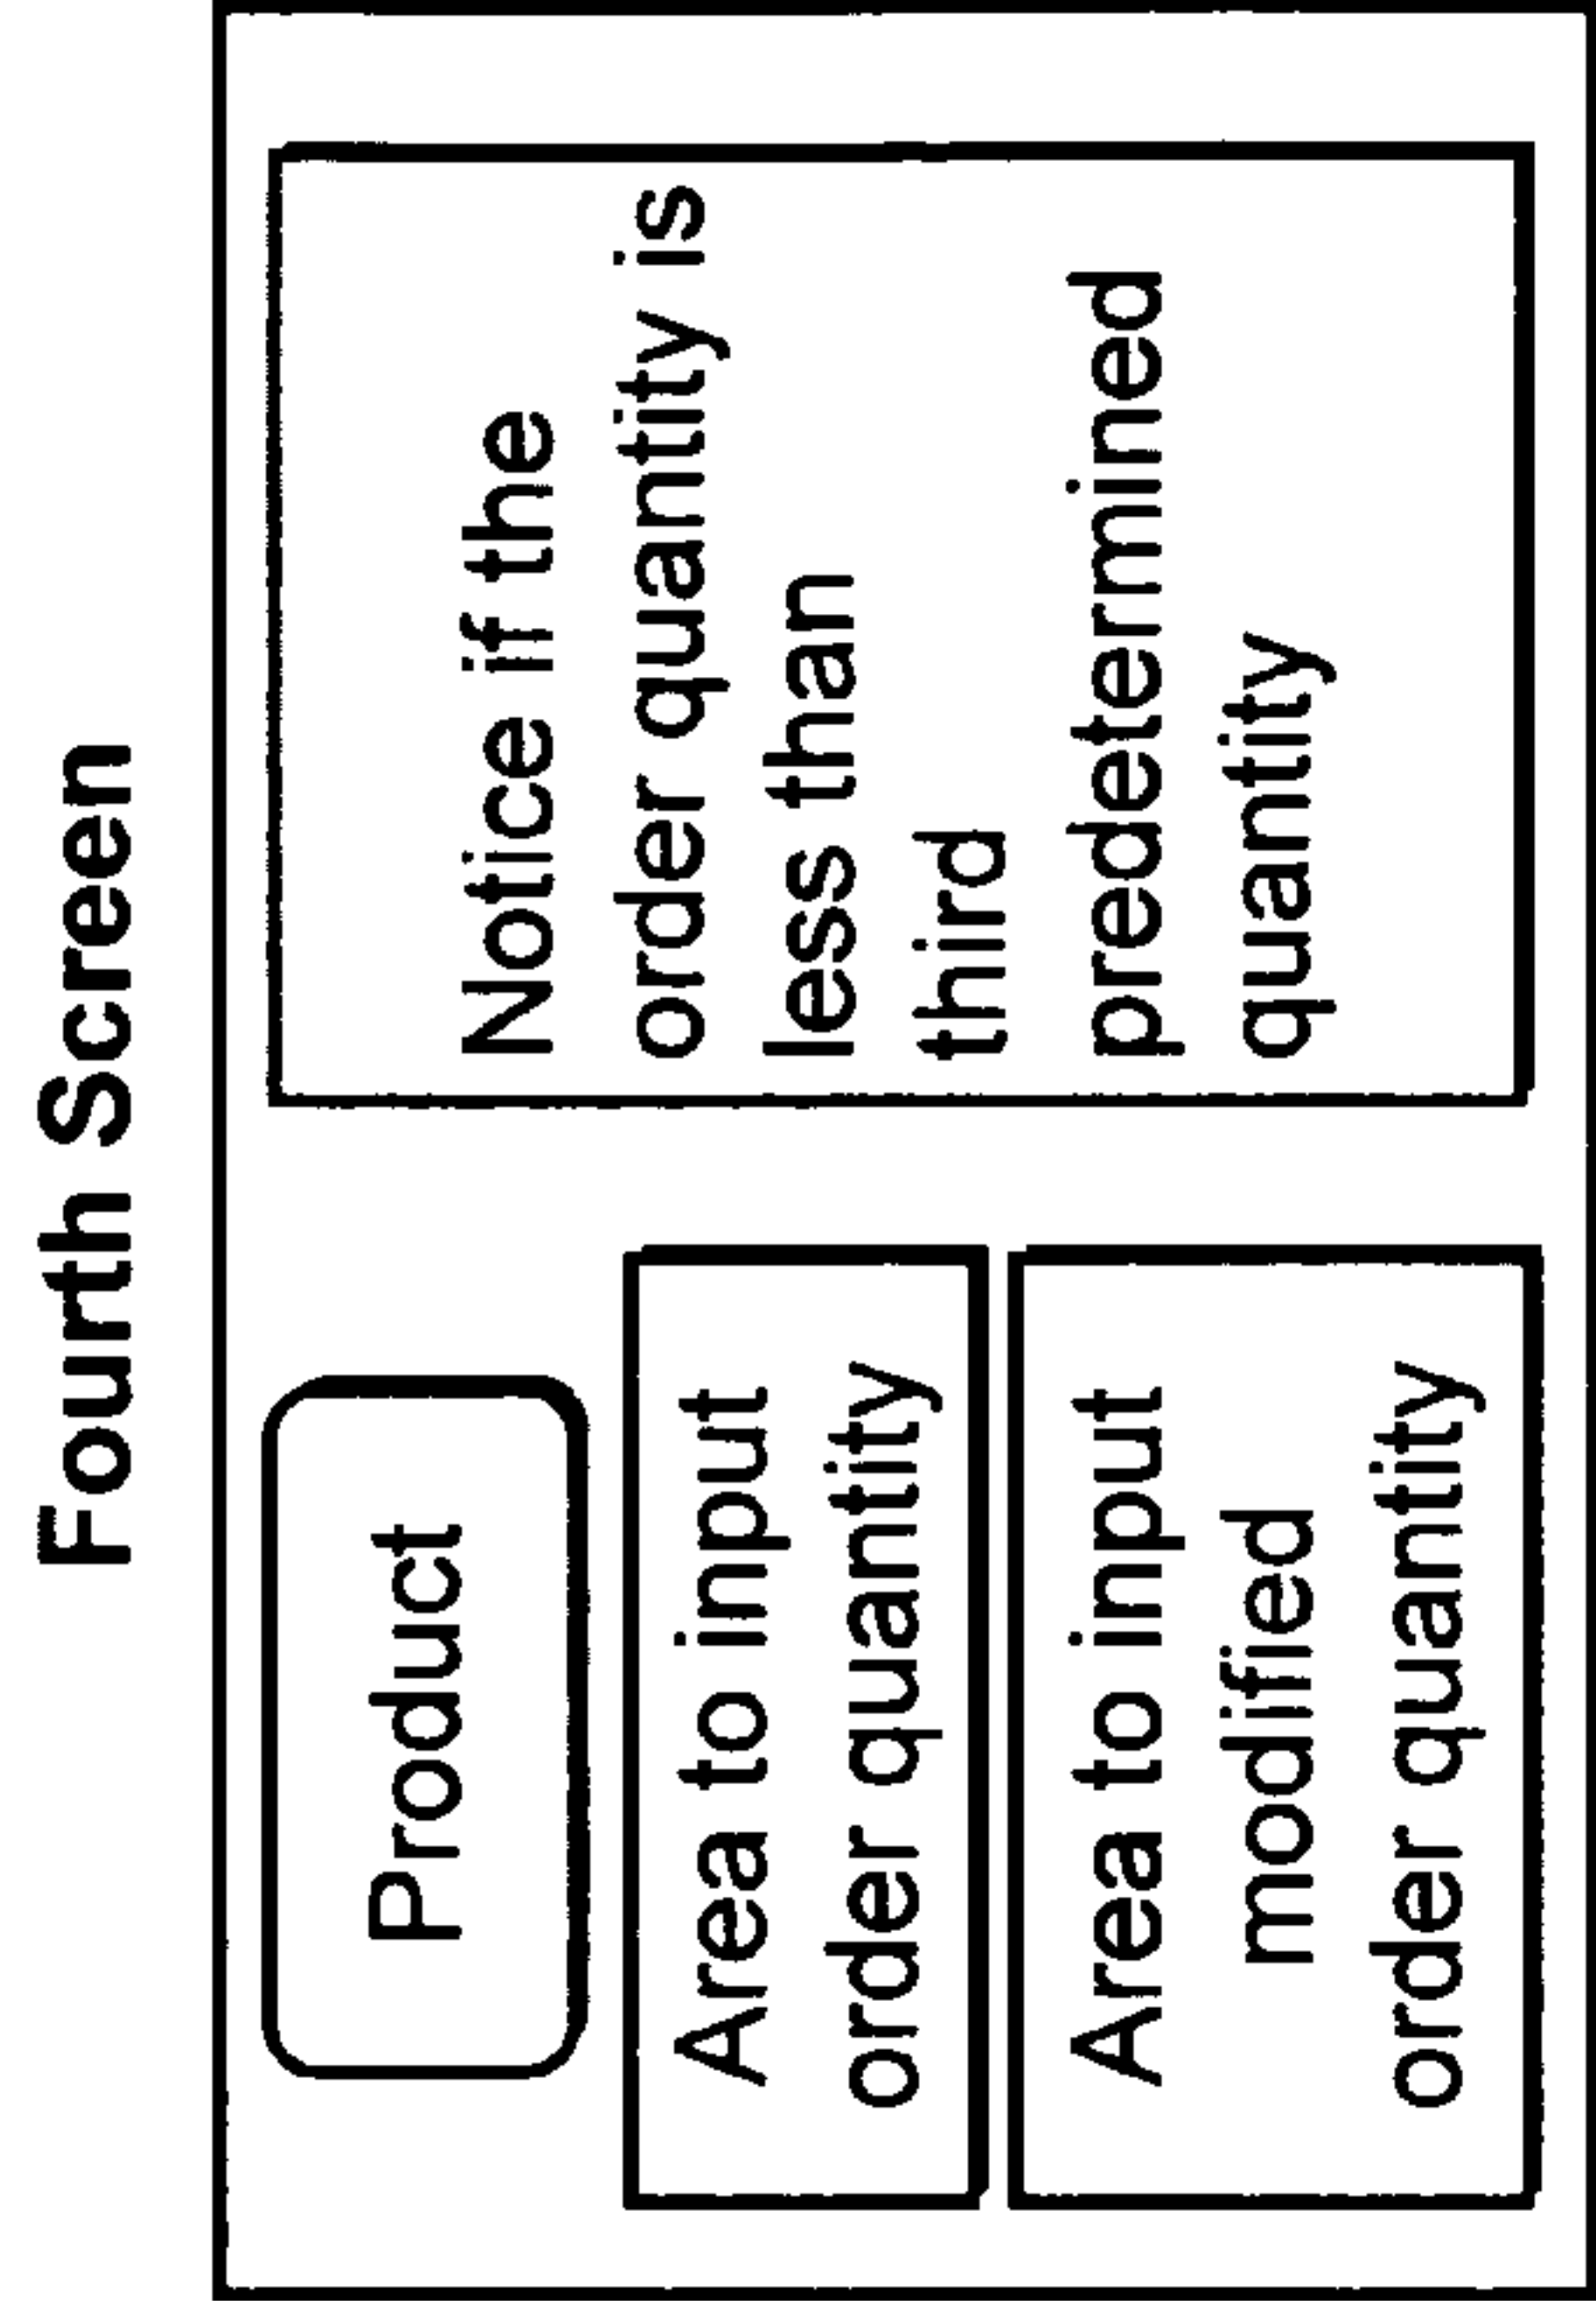 Fourth Screen
Product
Area to input
order quantity
Area to input
modified
order quantity
Notice if the
order quantity is
less than
third
predetermined
quantity